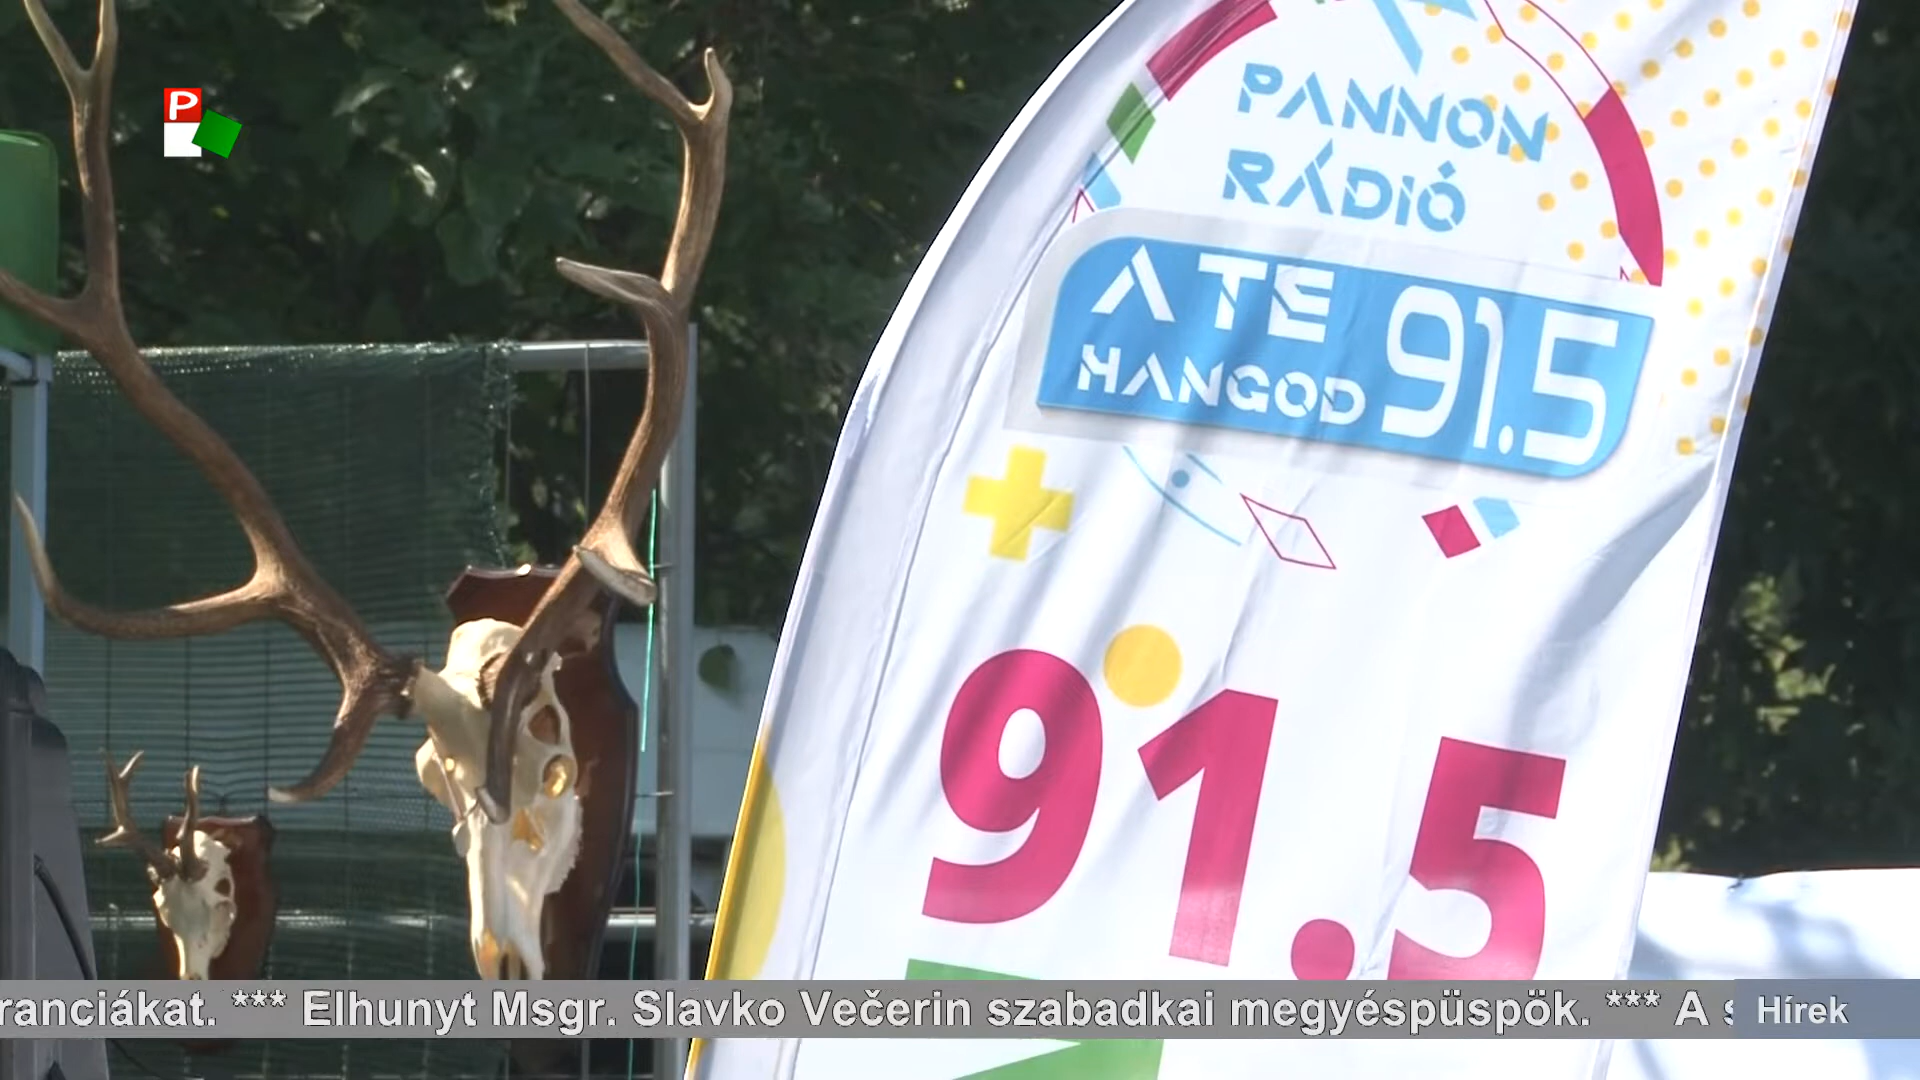 P
PANNON
RÁDIÓ
A TE
HANGOD 91.5
91.5
ranciákat. *** Elhunyt Msgr. Slavko Večerin szabadkai megyéspüspök. *** A
Hírek